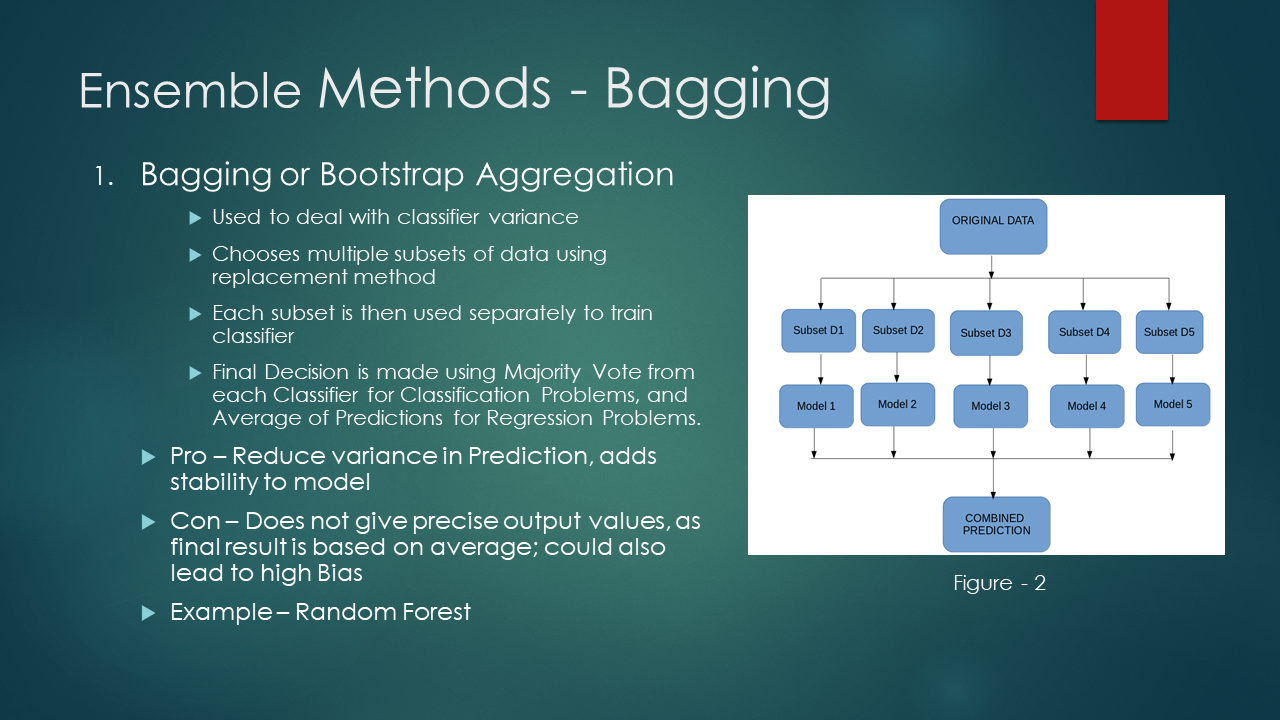 Ensemble Methods - Bagging
1. Bagging or Bootstrap Aggregation
Used to deal with classifier variance
Chooses multiple subsets of data using
replacement method
Each subset is then used separately to train
classifier
Final Decision is made using Majority Vote from
each Classifier for Classification Problems, and
Average of Predictions for Regression Problems.
Pro – Reduce variance in Prediction, adds
stability to model
Con – Does not give precise output values, as
final result is based on average; could also
lead to high Bias
Example – Random Forest
ORIGINAL DATA
Subset D1
Subset D2
Subset D3
Subset D4
Subset D5
Model 1
Model 2
Model 3
Model 4
Model 5
COMBINED
PREDICTION
Figure - 2